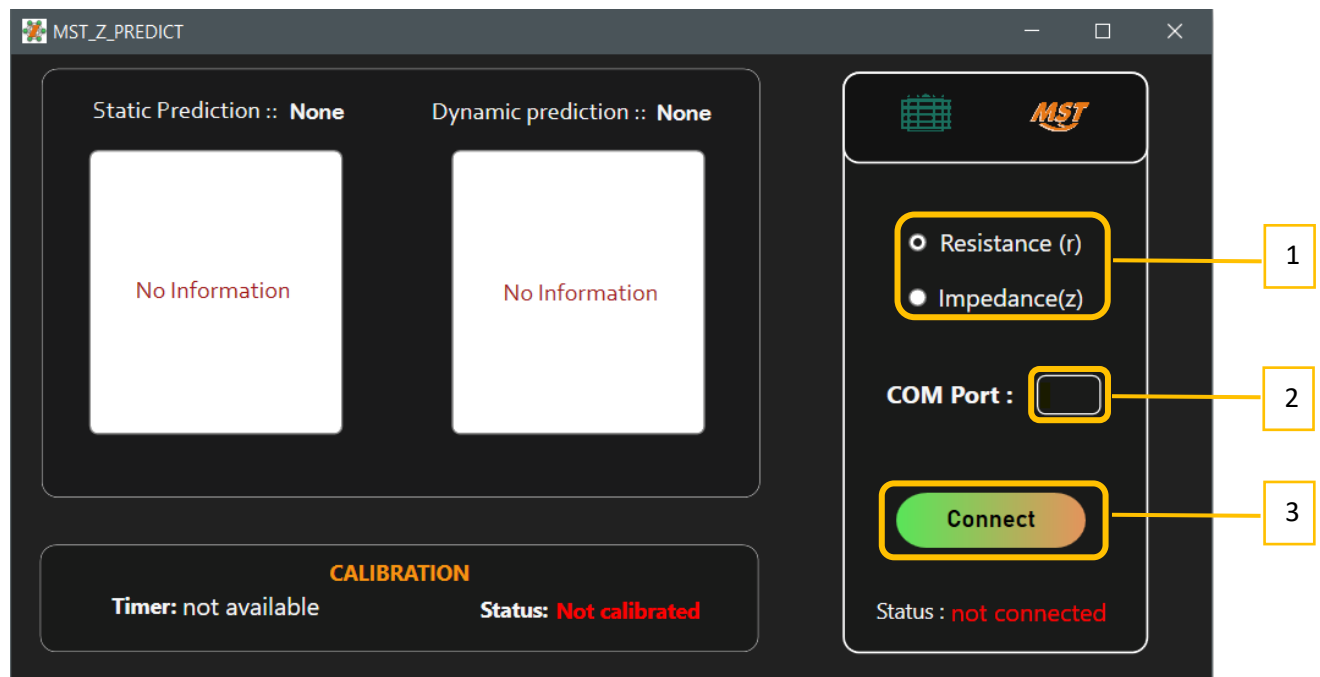 MST_Z_PREDICT
Static Prediction :: None
Dynamic prediction :: None
No Information
No Information
CALIBRATION
Timer: not available
Status: Not calibrated
MST
Resistance (r)
Impedance(z)
COM Port :
Connect
Status : not connected
1
2
3